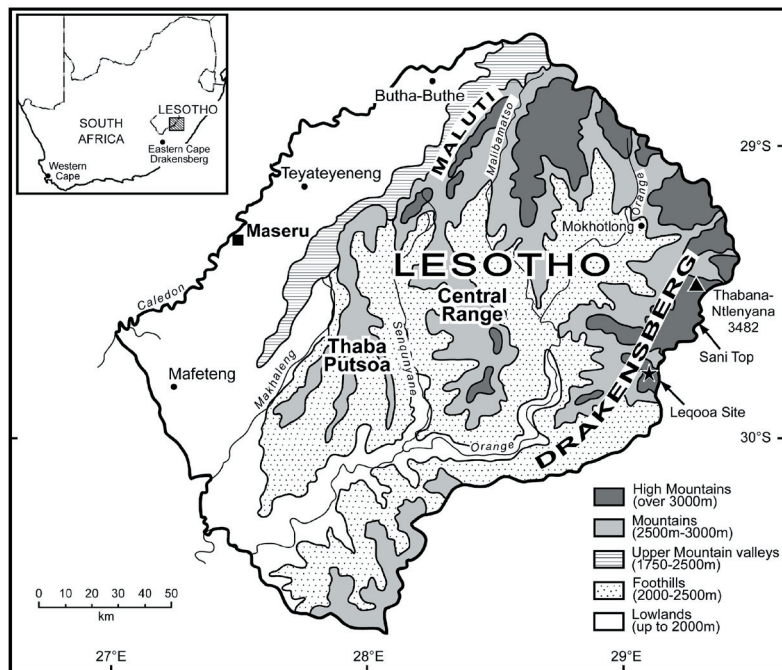 SOUTH
AFRICA
LESOTHO
Eastern Cape
Drakensberg
Western
Cape
Butha-Buthe
MALUTI
Malibamatso
29°S
Teyateyeneng
Orange
Mokhotlong
Maseru
LESOTHO
Central
Range
Caledon
Thabana-
Ntlenyana
3482
Thaba
Putsoa
Senqunyane
Sani Top
Makhaleng
Mafeteng
DRAKENSBERG
Leqooa Site
Orange
30°S
High Mountains
(over 3000m)
Mountains
(2500m-3000m)
Upper Mountain valleys
(1750-2500m)
Foothills
(2000-2500m)
Lowlands
(up to 2000m)
0 10 20 30 40 50
km
27°E
28°E
29°E